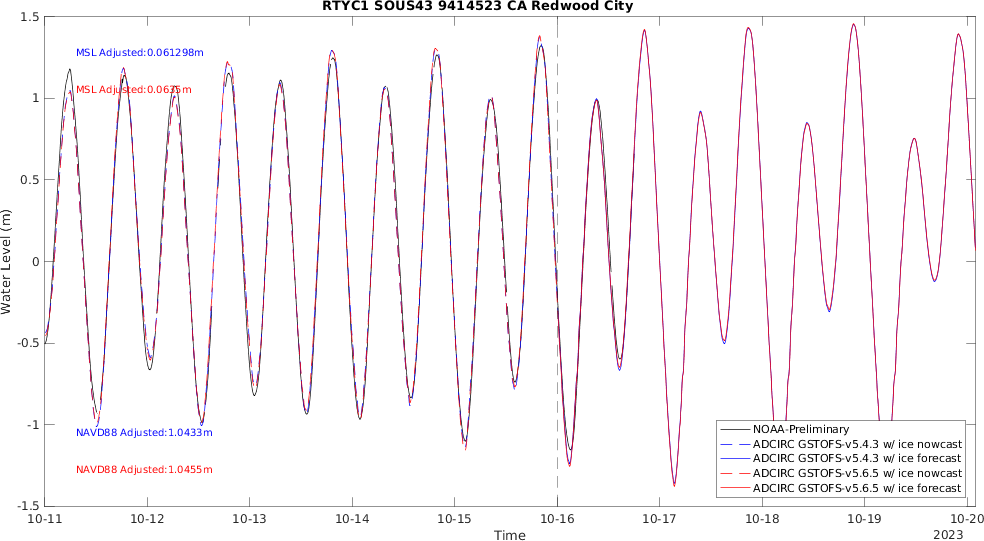 RTYC1 SOUS43 9414523 CA Redwood City
MSL Adjusted:0.061298m
MSL Adjusted:0.0635m
NAVD88 Adjusted:1.0433m
NAVD88 Adjusted:1.0455m
Water Level (m)
1.5
1
0.5
0
-0.5
-1
-1.5
NOAA-Preliminary
ADCIRC GSTOFS-v5.4.3 w/ ice nowcast
ADCIRC GSTOFS-v5.4.3 w/ ice forecast
ADCIRC GSTOFS-v5.6.5 w/ ice nowcast
ADCIRC GSTOFS-v5.6.5 w/ ice forecast
10-11 10-12 10-13 10-14 10-15 10-16 10-17 10-18 10-19 10-20
Time
2023